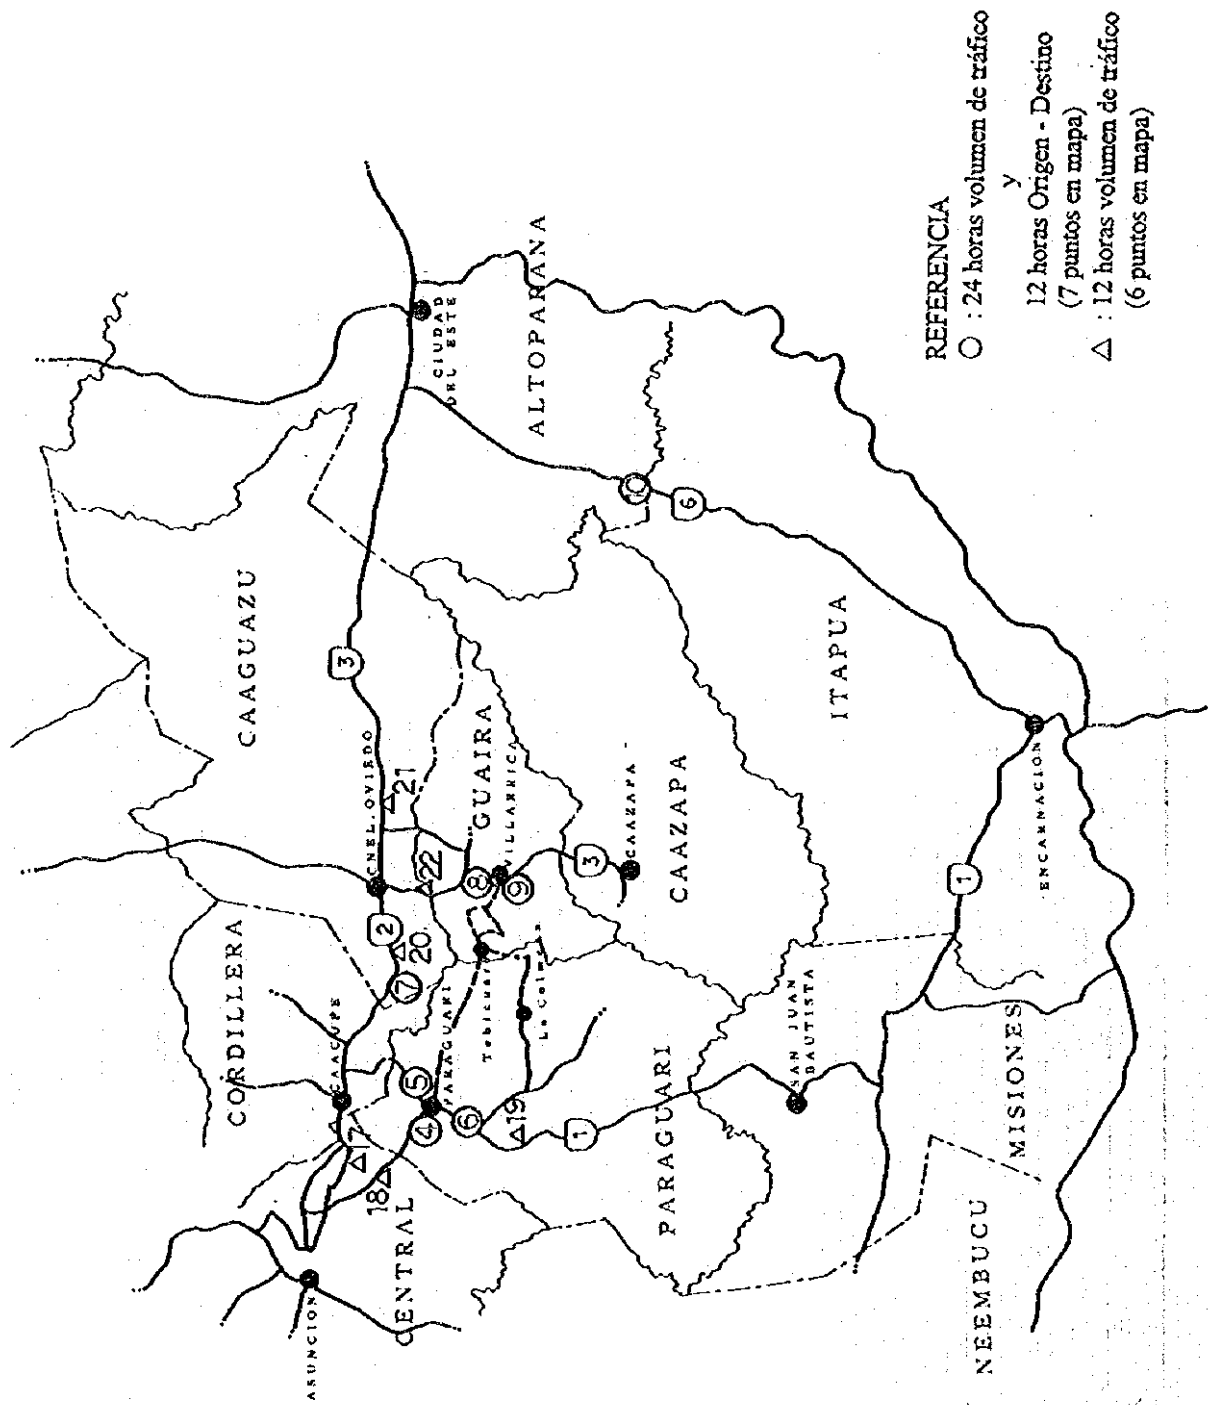 CORDILLERA
CAAGUAZU
ALTOPARANA
CENTRAL
PARAGUARI
GUAIRA
CAAZAPA
ITAPUA
NEEMBUCU
MISIONES
ASUNCION
CAACUPE
CNEL. OVIEDO
CIUDAD
DEL ESTE
PARAGUARI
VILLARRICA
Tebicuary
CAAZAPA
SAN JUAN
BAUTISTA
ENCARNACION
17
18
19
20
21
22
4
5
6
7
8
9
10
2
3
3
1
1
6
REFERENCIA
○ : 24 horas volumen de tráfico
y
12 horas Origen - Destino
(7 puntos en mapa)
△ : 12 horas volumen de tráfico
(6 puntos en mapa)